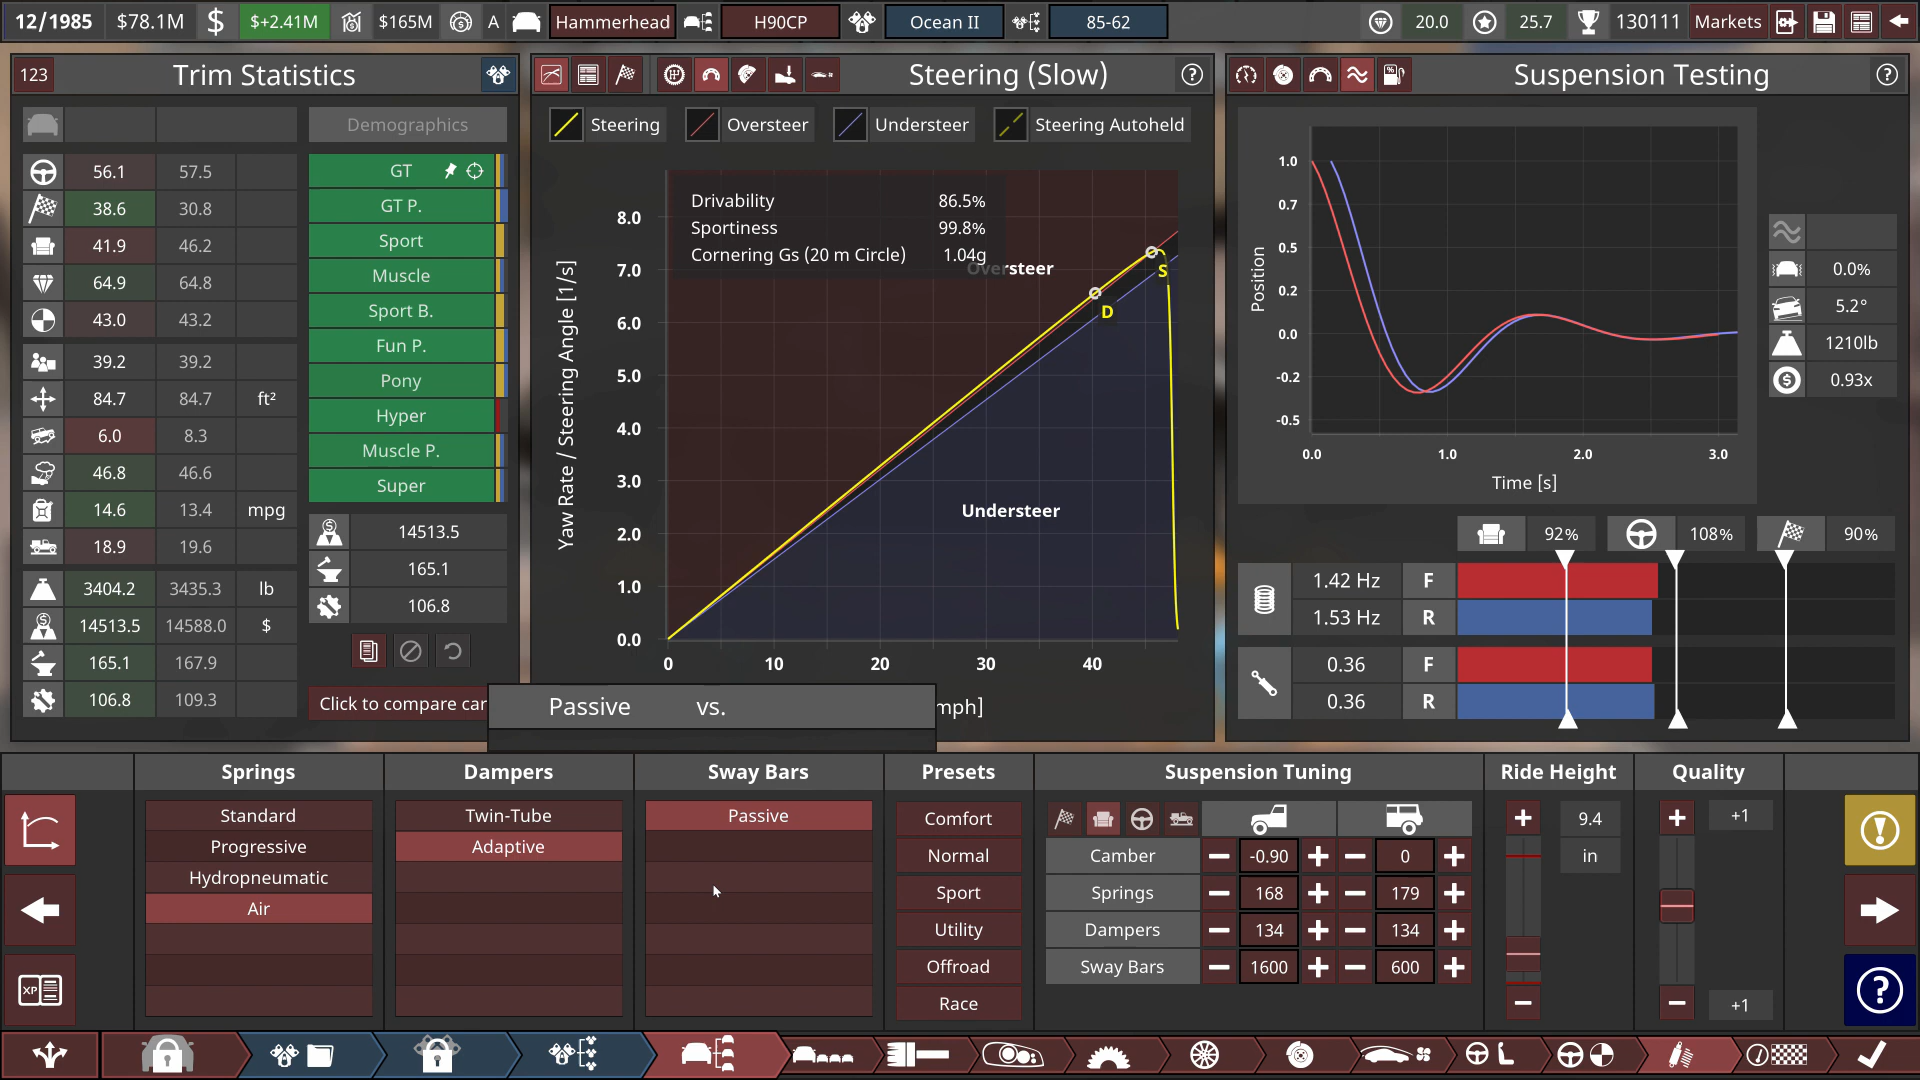 12/1985 $78.1M $ $+2.41M $165M A Hammerhead H90CP Ocean II 85-62 20.0 25.7 130111 Markets
123 Trim Statistics
Demographics
56.1 57.5
38.6 30.8
41.9 46.2
64.9 64.8
43.0 43.2
39.2 39.2
84.7 84.7 ft²
6.0 8.3
46.8 46.6
14.6 13.4 mpg
18.9 19.6
3404.2 3435.3 lb
14513.5 14588.0 $
165.1 167.9
106.8 109.3
GT
GT P.
Sport
Muscle
Sport B.
Fun P.
Pony
Hyper
Muscle P.
Super
14513.5
165.1
106.8
Click to compare car
Steering (Slow)
Steering Oversteer Understeer Steering Autoheld
Drivability 86.5%
Sportiness 99.8%
Cornering Gs (20 m Circle) 1.04g
Oversteer
S
D
Understeer
Yaw Rate / Steering Angle [1/s]
8.0
7.0
6.0
5.0
4.0
3.0
2.0
1.0
0.0
0 10 20 30 40
mph]
Passive vs.
Suspension Testing
Position
1.0
0.7
0.5
0.2
0.0
-0.2
-0.5
0.0 1.0 2.0 3.0
Time [s]
0.0%
5.2°
1210lb
0.93x
92% 108% 90%
1.42 Hz F
1.53 Hz R
0.36 F
0.36 R
Springs
Standard
Progressive
Hydropneumatic
Air
Dampers
Twin-Tube
Adaptive
Sway Bars
Passive
Presets
Comfort
Normal
Sport
Utility
Offroad
Race
Suspension Tuning
Camber -0.90 0
Springs 168 179
Dampers 134 134
Sway Bars 1600 600
Ride Height
9.4
in
Quality
+1
+1
XP